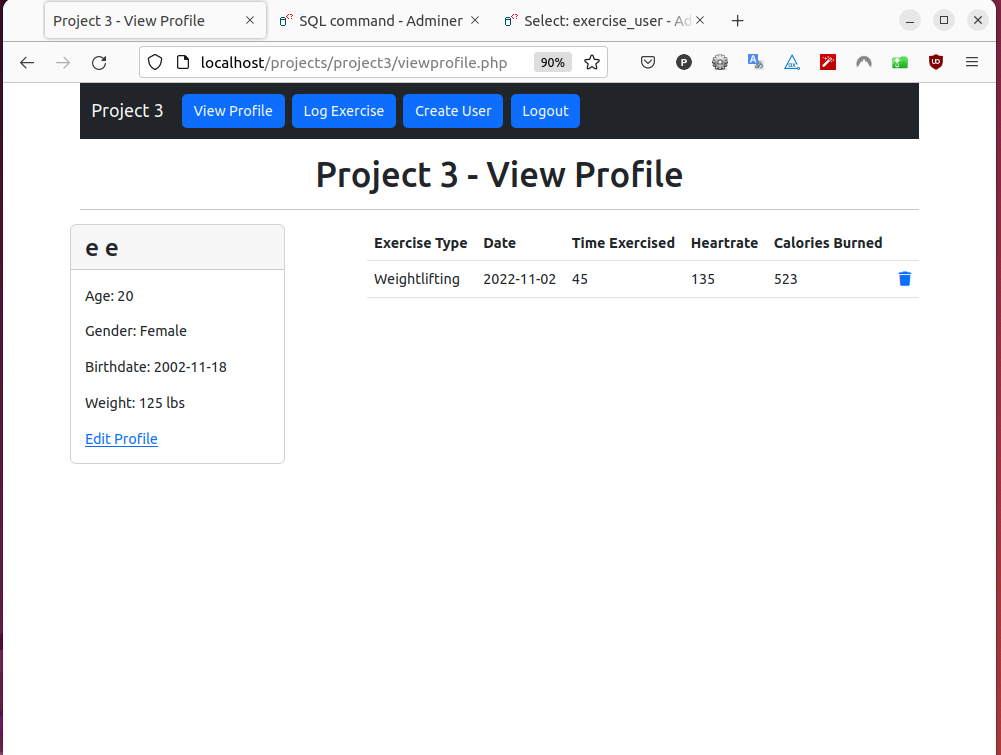 Project 3 - View Profile
SQL command - Adminer
Select: exercise_user - Ad
localhost/projects/project3/viewprofile.php
90%
Project 3
View Profile
Log Exercise
Create User
Logout
Project 3 - View Profile
e e
Age: 20
Gender: Female
Birthdate: 2002-11-18
Weight: 125 lbs
Edit Profile
Exercise Type Date Time Exercised Heartrate Calories Burned
Weightlifting 2022-11-02 45 135 523